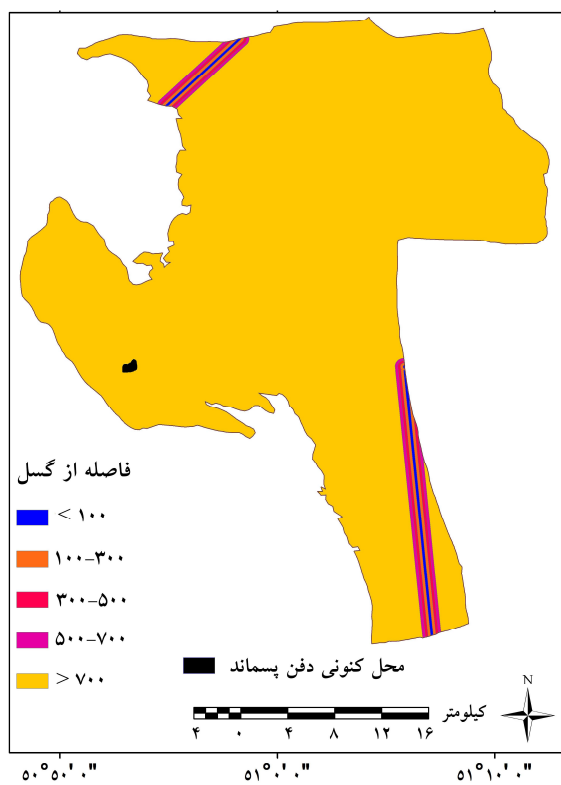 فاصله از گسل
< ۱۰۰
۱۰۰-۳۰۰
۳۰۰-۵۰۰
۵۰۰-۷۰۰
> ۷۰۰
محل کنونی دفن پسماند
N
کیلومتر
۴ ۰ ۴ ۸ ۱۲ ۱۶
۵۰°۵۰'۰" ۵۱°۰'۰" ۵۱°۱۰'۰"